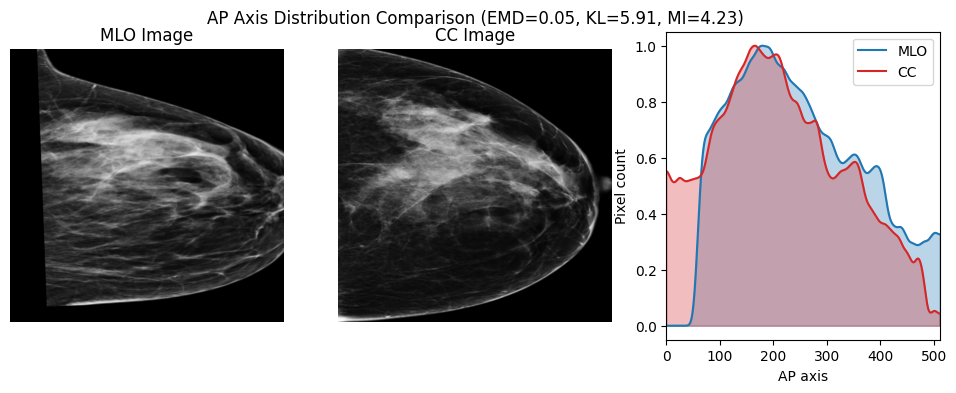 AP Axis Distribution Comparison (EMD=0.05, KL=5.91, MI=4.23)
MLO Image
CC Image
MLO
CC
Pixel count
1.0
0.8
0.6
0.4
0.2
0.0
0 100 200 300 400 500
AP axis